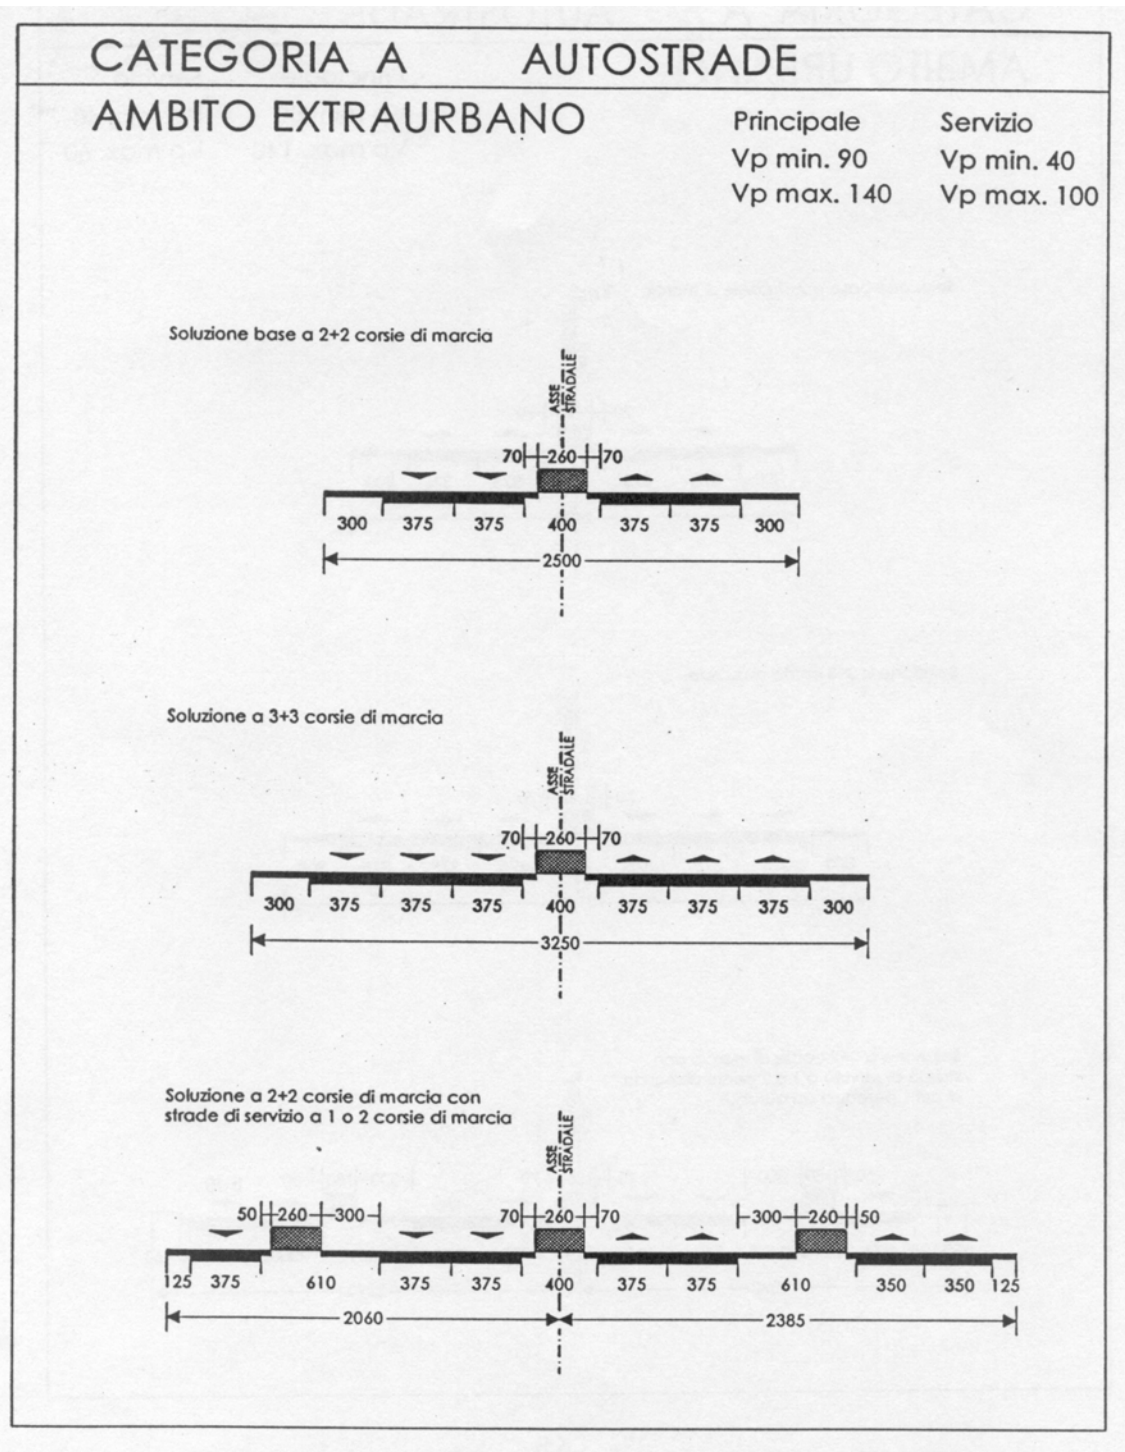 CATEGORIA A AUTOSTRADE
AMBITO EXTRAURBANO
Principale Servizio
Vp min. 90 Vp min. 40
Vp max. 140 Vp max. 100
Soluzione base a 2+2 corsie di marcia
ASSE
STRADALE
70 260 70
300 375 375 400 375 375 300
2500
Soluzione a 3+3 corsie di marcia
ASSE
STRADALE
70 260 70
300 375 375 375 400 375 375 375 300
3250
Soluzione a 2+2 corsie di marcia con
strade di servizio a 1 o 2 corsie di marcia
ASSE
STRADALE
50 260 300 70 260 70 300 260 50
125 375 610 375 375 400 375 375 610 350 350 125
2060 2385